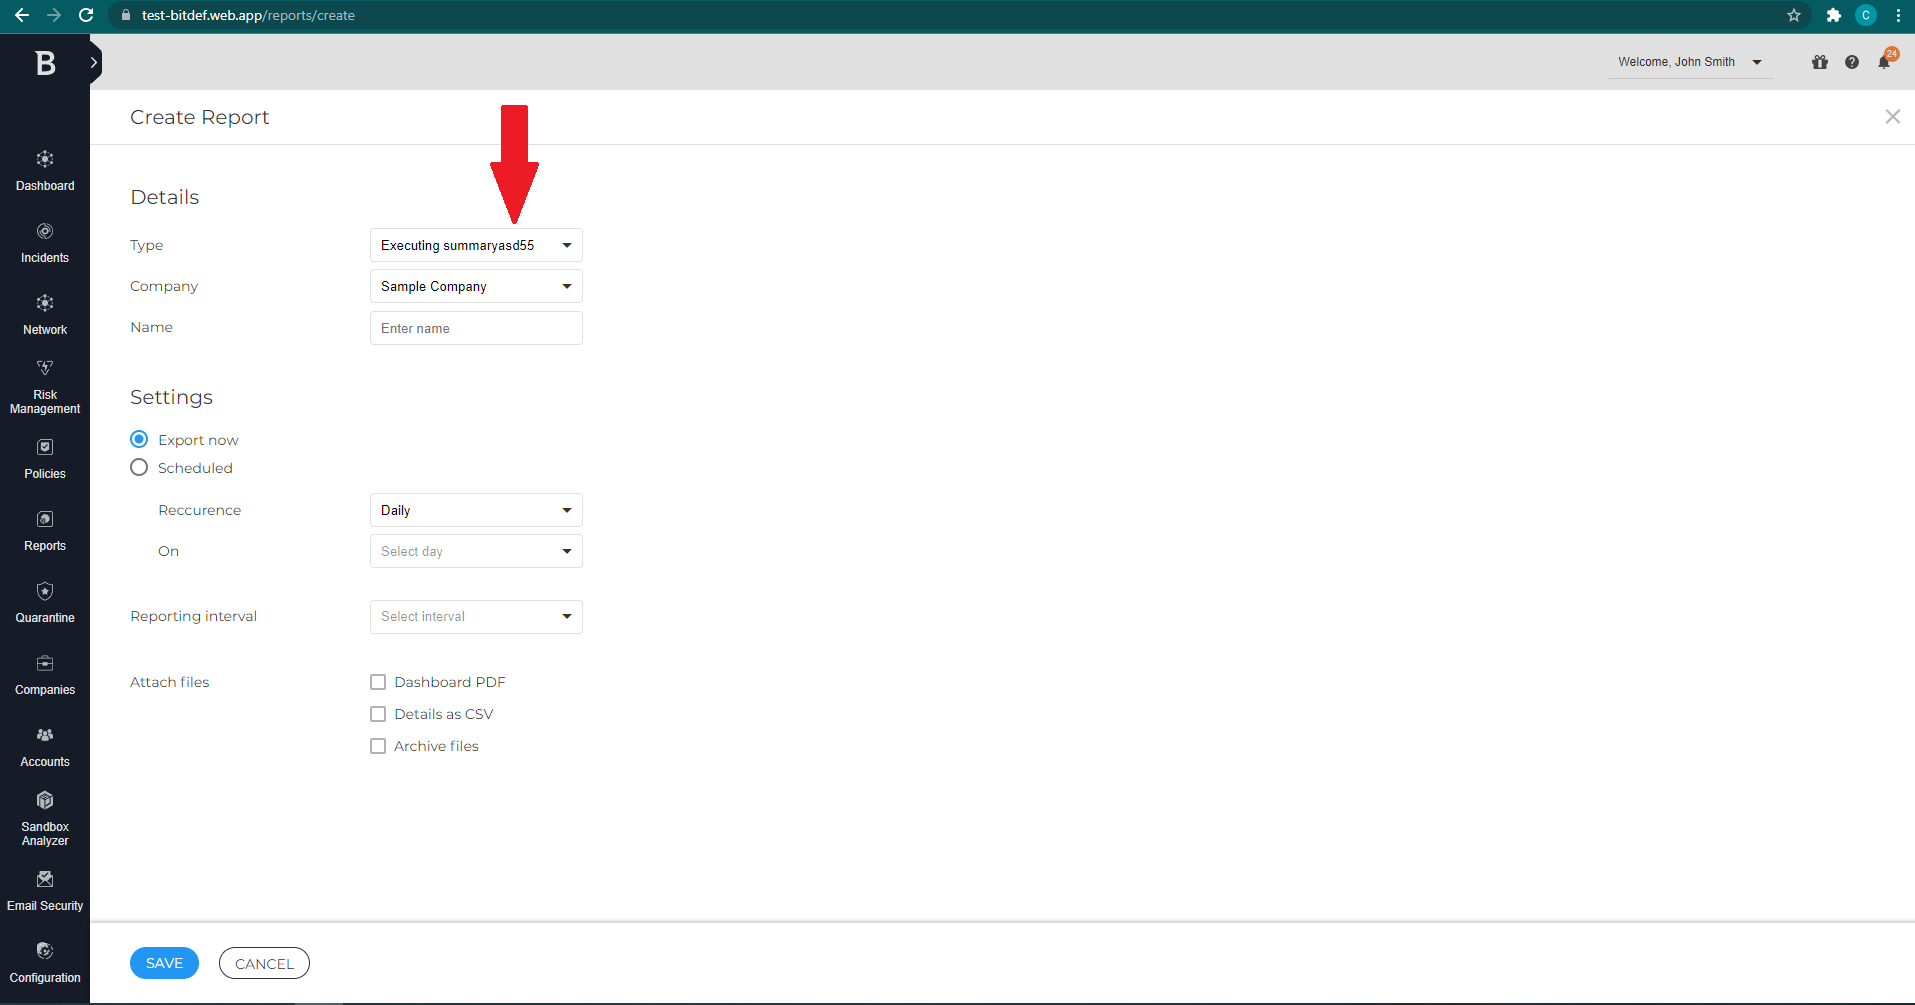 test-bitdef.web.app/reports/create
C
B
Welcome, John Smith
24
Create Report
Dashboard
Incidents
Network
Risk
Management
Policies
Reports
Quarantine
Companies
Accounts
Sandbox
Analyzer
Email Security
Configuration
Details
Type
Executing summaryasd55
Company
Sample Company
Name
Enter name
Settings
Export now
Scheduled
Reccurence
Daily
On
Select day
Reporting interval
Select interval
Attach files
Dashboard PDF
Details as CSV
Archive files
SAVE
CANCEL